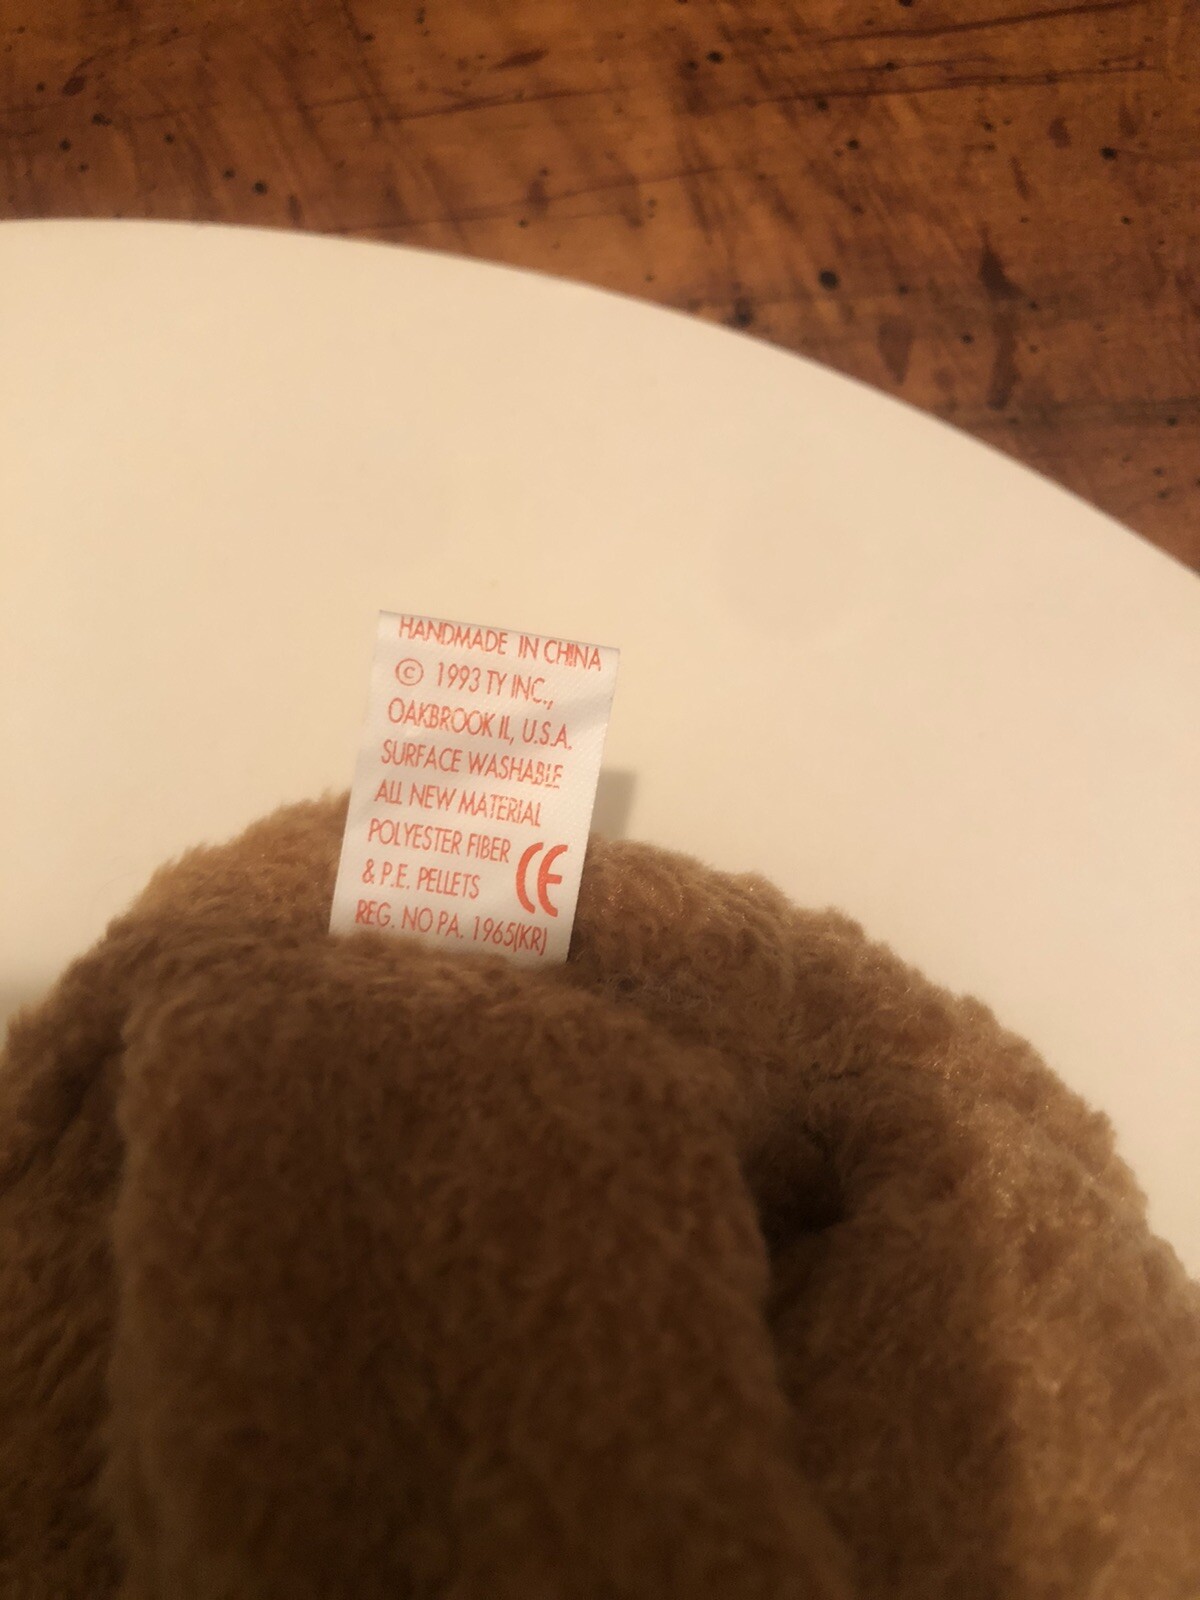 HANDMADE IN CHINA
© 1993 TY INC.,
OAKBROOK IL, U.S.A.
SURFACE WASHABLE
ALL NEW MATERIAL
POLYESTER FIBER
& P.E. PELLETS CE
REG. NO PA. 1965(KR)